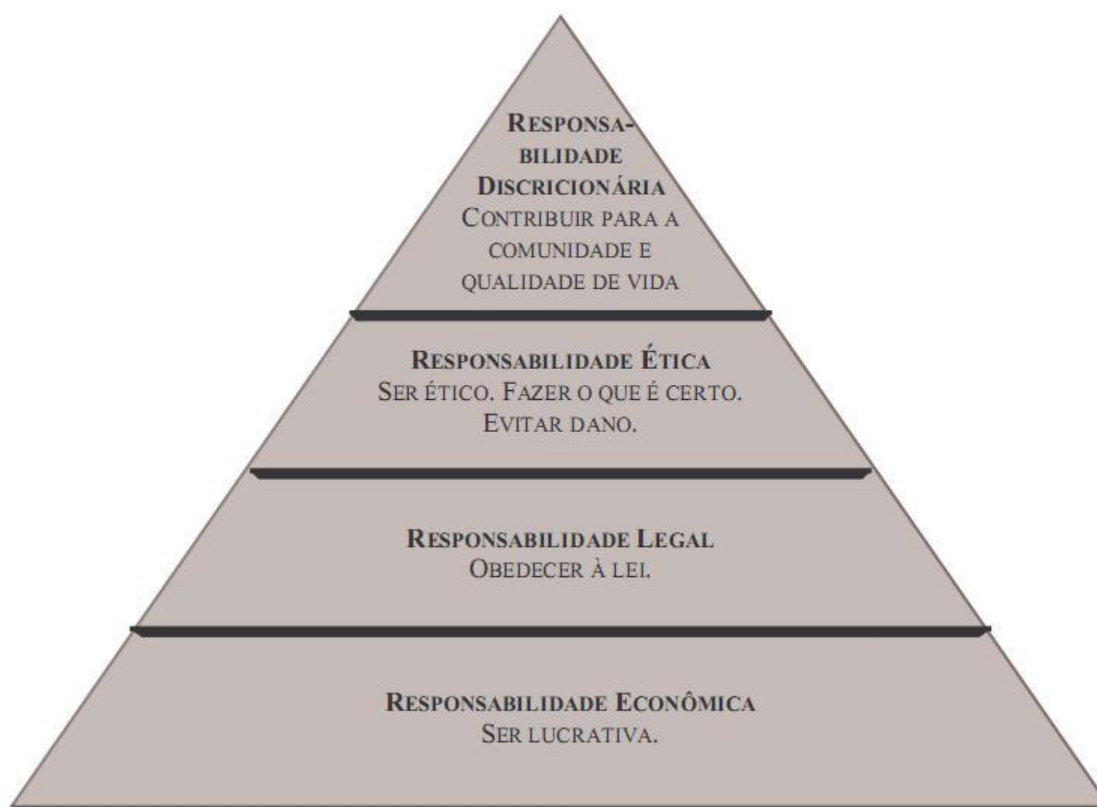 RESPONSA-
BILIDADE
DISCRICIONÁRIA
CONTRIBUIR PARA A
COMUNIDADE E
QUALIDADE DE VIDA
RESPONSABILIDADE ÉTICA
SER ÉTICO. FAZER O QUE É CERTO.
EVITAR DANO.
RESPONSABILIDADE LEGAL
OBEDECER À LEI.
RESPONSABILIDADE ECONÔMICA
SER LUCRATIVA.